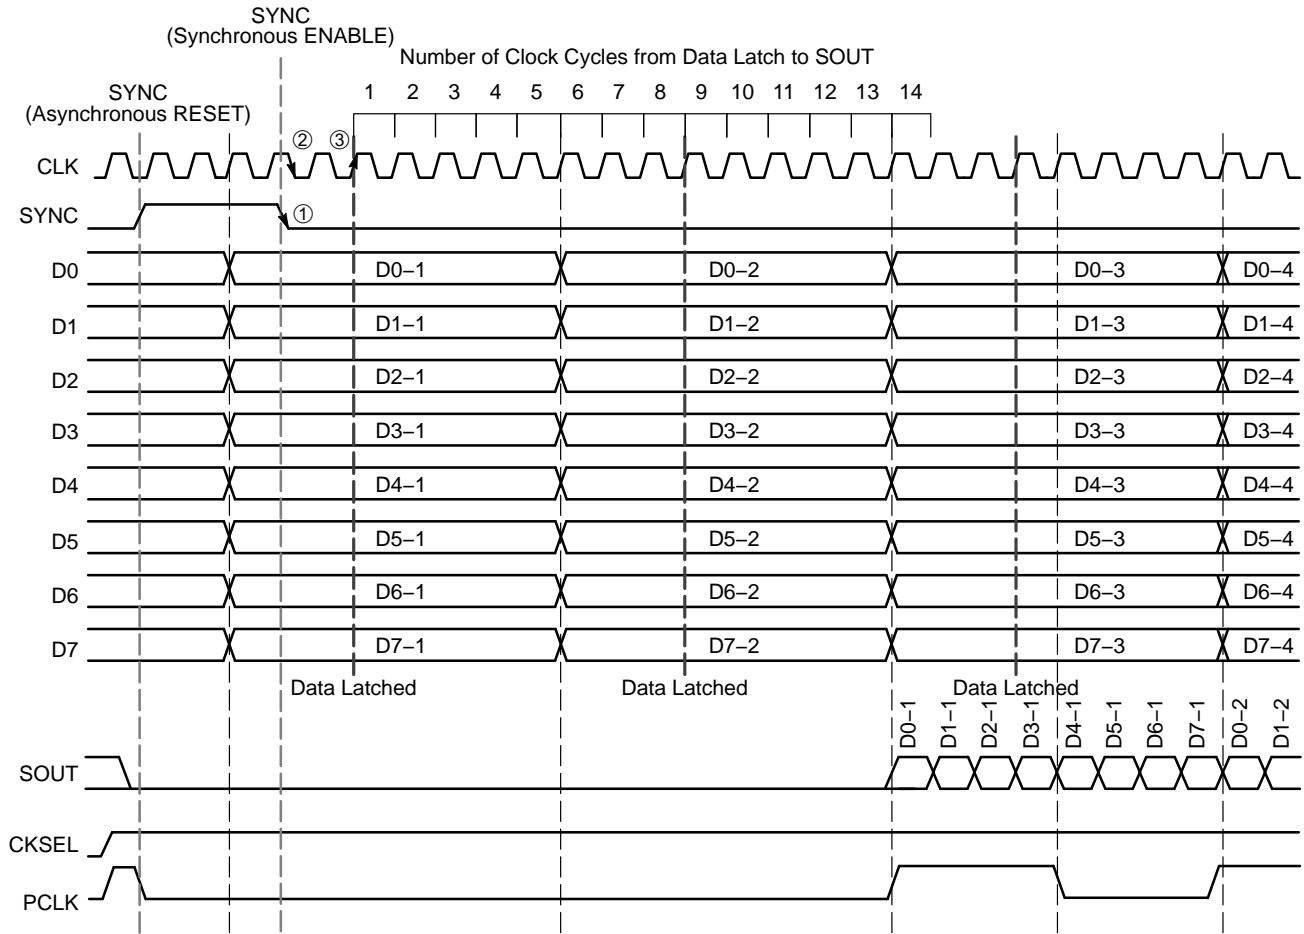 SYNC
(Synchronous ENABLE)
Number of Clock Cycles from Data Latch to SOUT
SYNC
(Asynchronous RESET)
1 2 3 4 5 6 7 8 9 10 11 12 13 14
② ③
CLK
SYNC ①
D0 D0–1 D0–2 D0–3 D0–4
D1 D1–1 D1–2 D1–3 D1–4
D2 D2–1 D2–2 D2–3 D2–4
D3 D3–1 D3–2 D3–3 D3–4
D4 D4–1 D4–2 D4–3 D4–4
D5 D5–1 D5–2 D5–3 D5–4
D6 D6–1 D6–2 D6–3 D6–4
D7 D7–1 D7–2 D7–3 D7–4
Data Latched Data Latched Data Latched
D0–1 D1–1 D2–1 D3–1 D4–1 D5–1 D6–1 D7–1 D0–2 D1–2
SOUT
CKSEL
PCLK